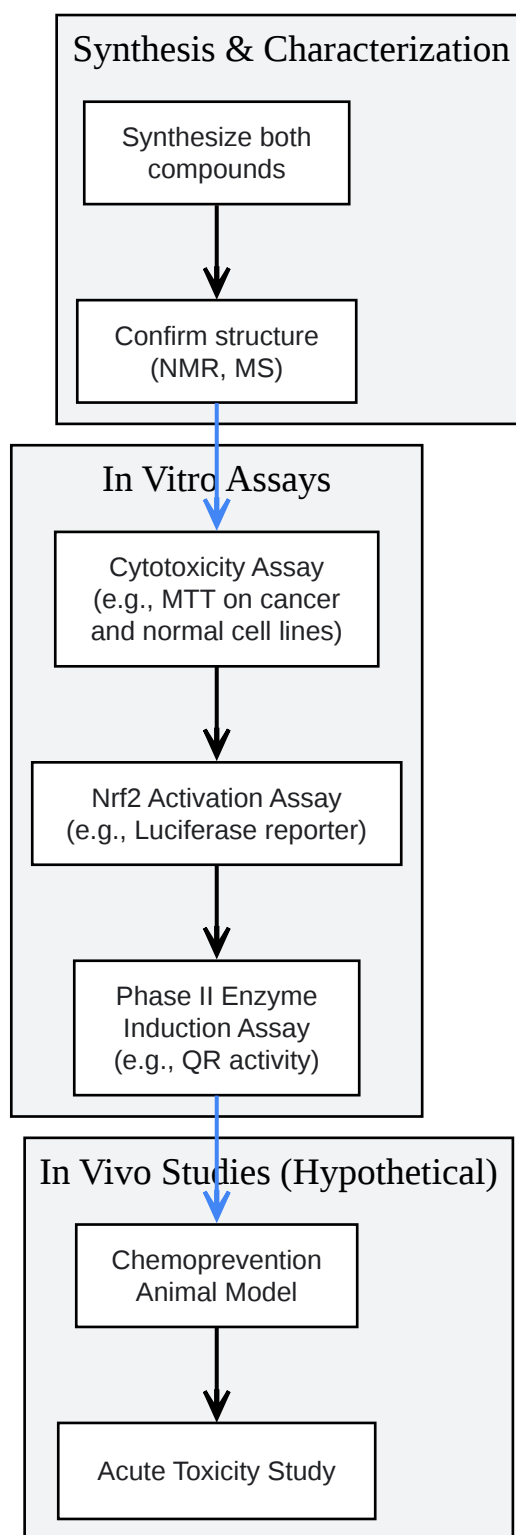 Synthesis & Characterization
Synthesize both
compounds
Confirm structure
(NMR, MS)
In Vitro Assays
Cytotoxicity Assay
(e.g., MTT on cancer
and normal cell lines)
Nrf2 Activation Assay
(e.g., Luciferase reporter)
Phase II Enzyme
Induction Assay
(e.g., QR activity)
In Vivo Studies (Hypothetical)
Chemoprevention
Animal Model
Acute Toxicity Study